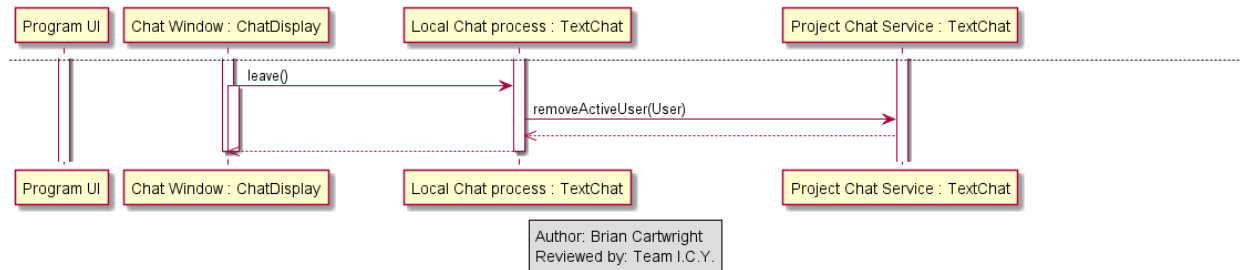 Program UI
Chat Window : ChatDisplay
Local Chat process : TextChat
Project Chat Service : TextChat
leave()
removeActiveUser(User)
Program UI
Chat Window : ChatDisplay
Local Chat process : TextChat
Project Chat Service : TextChat
Author: Brian Cartwright
Reviewed by: Team I.C.Y.